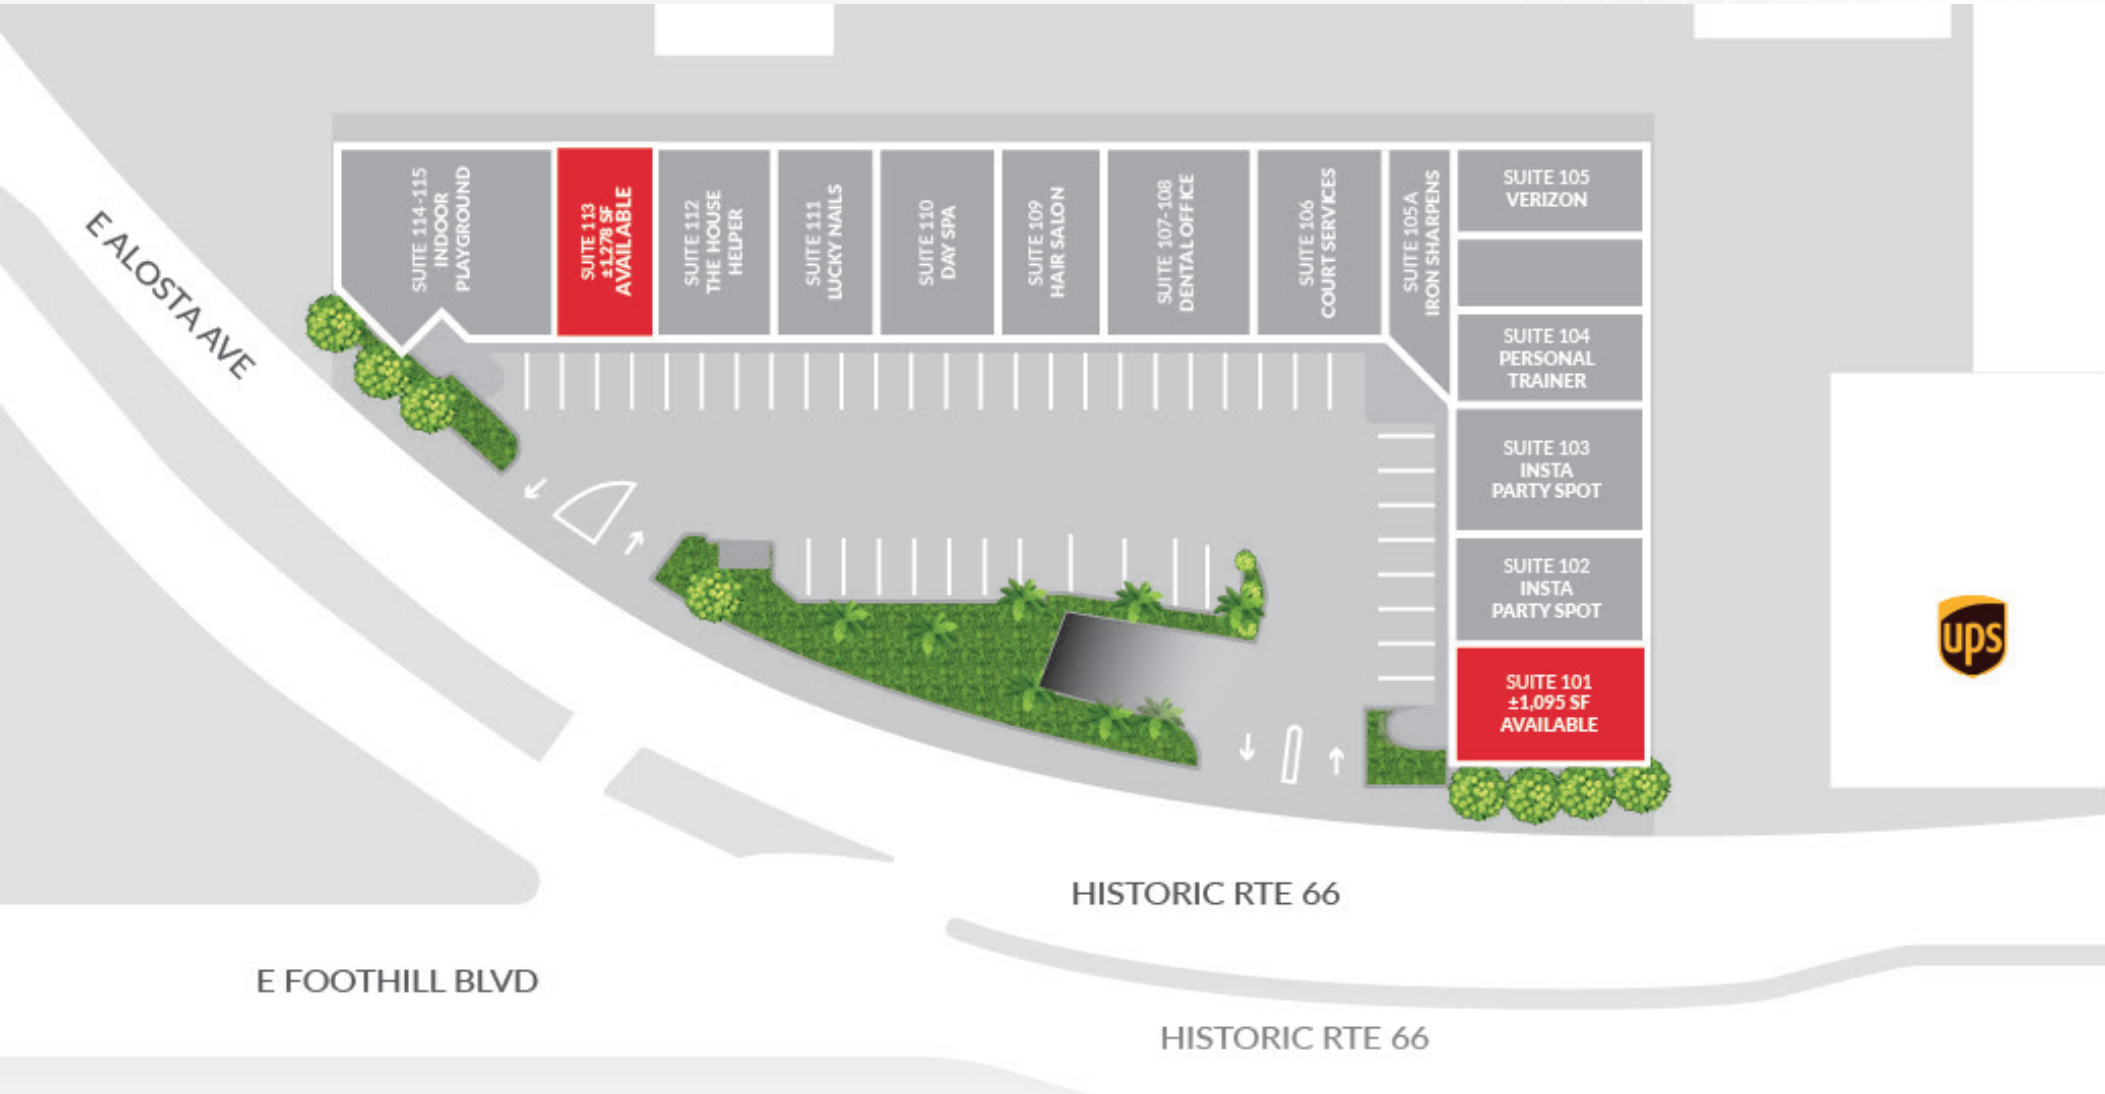 E ALOSTA AVE
SUITE 114-115
INDOOR
PLAYGROUND
SUITE 113
±1,278 SF
AVAILABLE
SUITE 112
THE HOUSE
HELPER
SUITE 111
LUCKY NAILS
SUITE 110
DAY SPA
SUITE 109
HAIR SALON
SUITE 107-108
DENTAL OFFICE
SUITE 106
COURT SERVICES
SUITE 105A
IRON SHARPENS
SUITE 105
VERIZON
SUITE 104
PERSONAL
TRAINER
SUITE 103
INSTA
PARTY SPOT
SUITE 102
INSTA
PARTY SPOT
SUITE 101
±1,095 SF
AVAILABLE
ups
HISTORIC RTE 66
E FOOTHILL BLVD
HISTORIC RTE 66